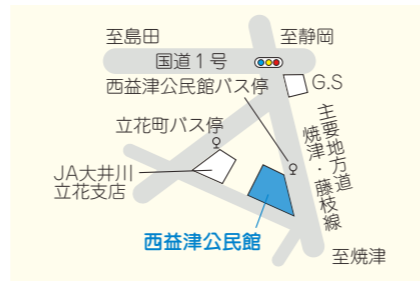 至島田
至静岡
国道1号
G.S
西益津公民館バス停
主要地方道
焼津・藤枝線
立花町バス停
JA大井川
立花支店
西益津公民館
至焼津